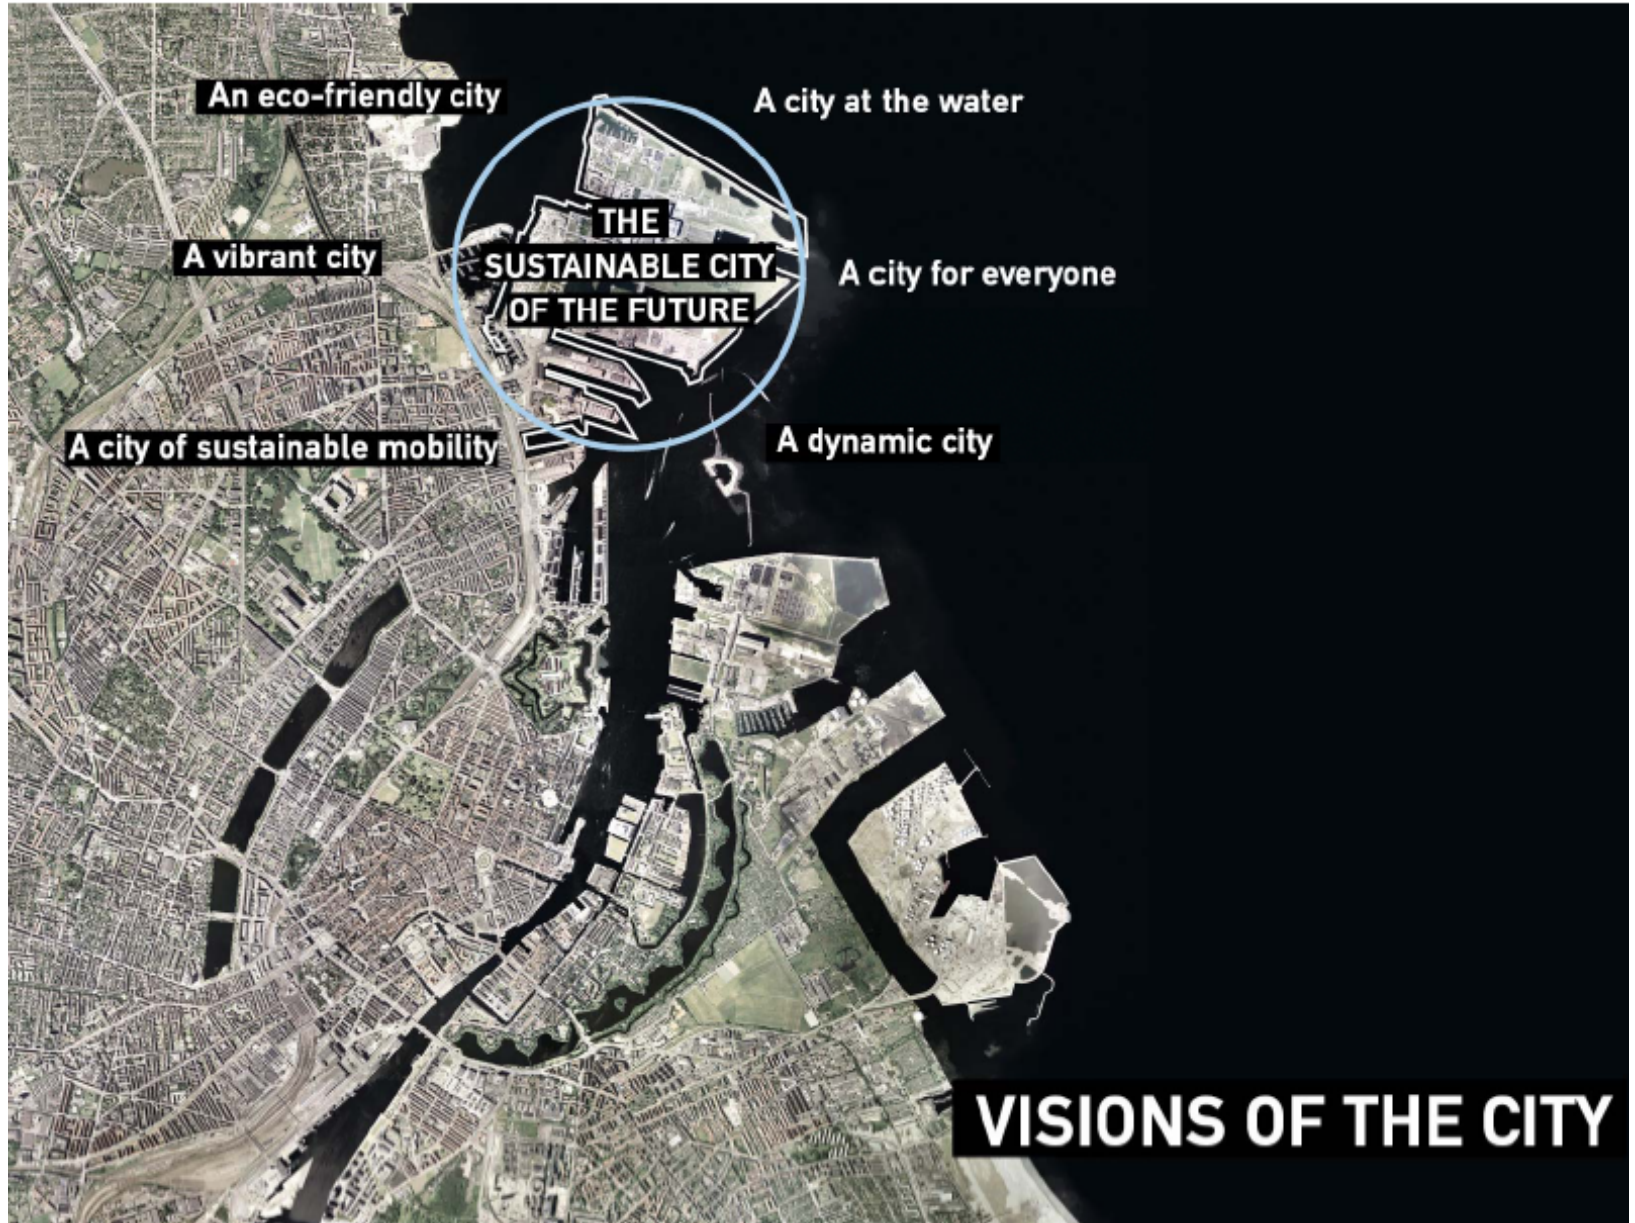 An eco-friendly city
A city at the water
THE
SUSTAINABLE CITY
OF THE FUTURE
A vibrant city
A city for everyone
A city of sustainable mobility
A dynamic city
VISIONS OF THE CITY